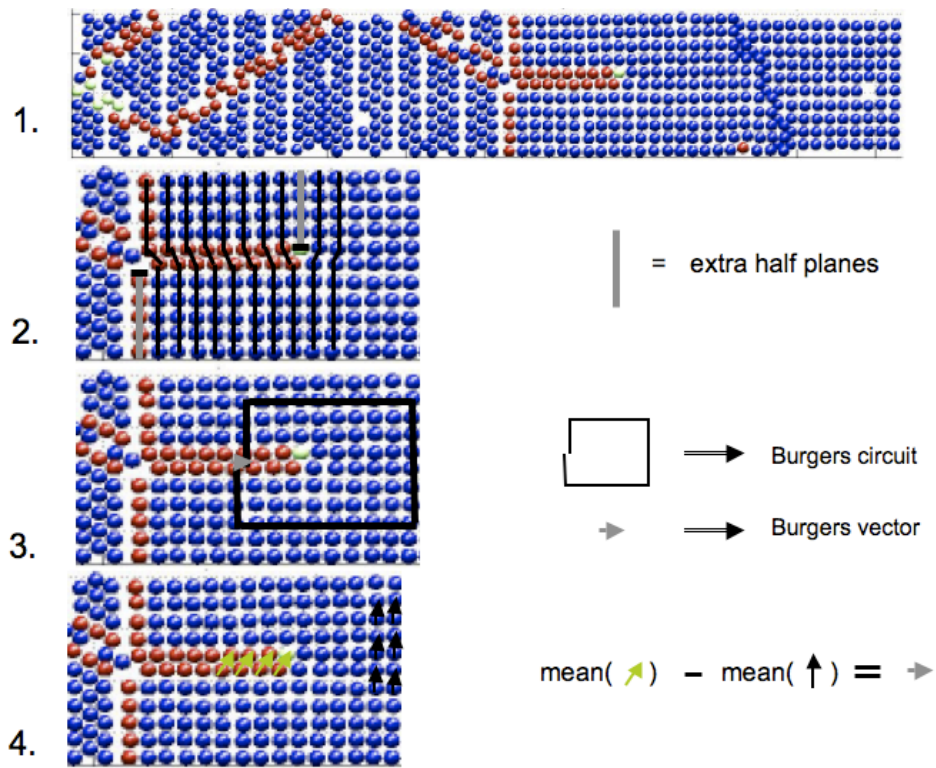 1.
2.
= extra half planes
3.
Burgers circuit
Burgers vector
4.
mean( ) – mean( ) =